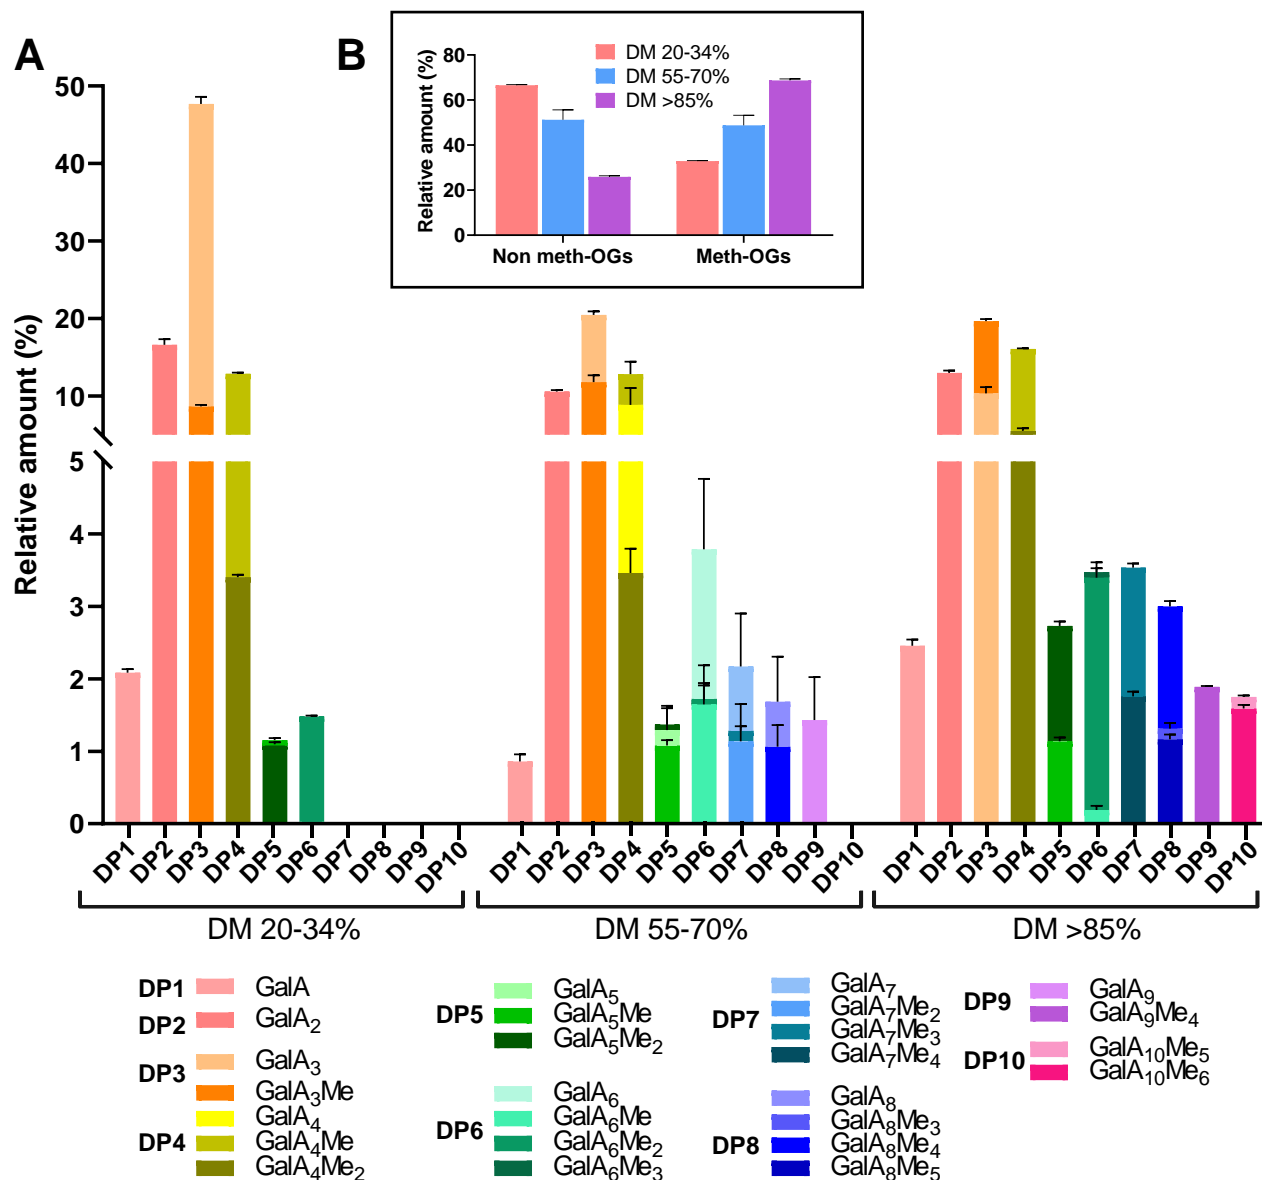 A
B
Relative amount (%)
80
60
40
20
0
DM 20-34%
DM 55-70%
DM >85%
Non meth-OGs
Meth-OGs
Relative amount (%)
50
40
30
20
10
5
4
3
2
1
0
DP1 DP2 DP3 DP4 DP5 DP6 DP7 DP8 DP9 DP10
DP1 DP2 DP3 DP4 DP5 DP6 DP7 DP8 DP9 DP10
DP1 DP2 DP3 DP4 DP5 DP6 DP7 DP8 DP9 DP10
DM 20-34%
DM 55-70%
DM >85%
DP1
GalA
DP2
GalA₂
DP3
GalA₃
GalA₃Me
DP4
GalA₄
GalA₄Me
GalA₄Me₂
DP5
GalA₅
GalA₅Me
GalA₅Me₂
DP6
GalA₆
GalA₆Me
GalA₆Me₂
GalA₆Me₃
DP7
GalA₇
GalA₇Me₂
GalA₇Me₃
GalA₇Me₄
DP8
GalA₈
GalA₈Me₃
GalA₈Me₄
GalA₈Me₅
DP9
GalA₉
GalA₉Me₄
DP10
GalA₁₀Me₅
GalA₁₀Me₆